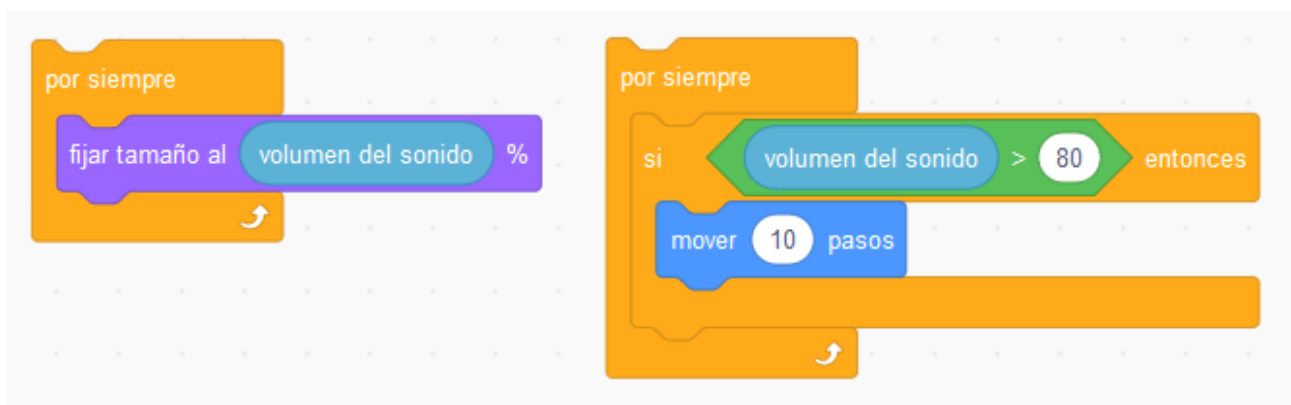 por siempre
fijar tamaño al volumen del sonido %
por siempre
si volumen del sonido > 80 entonces
mover 10 pasos